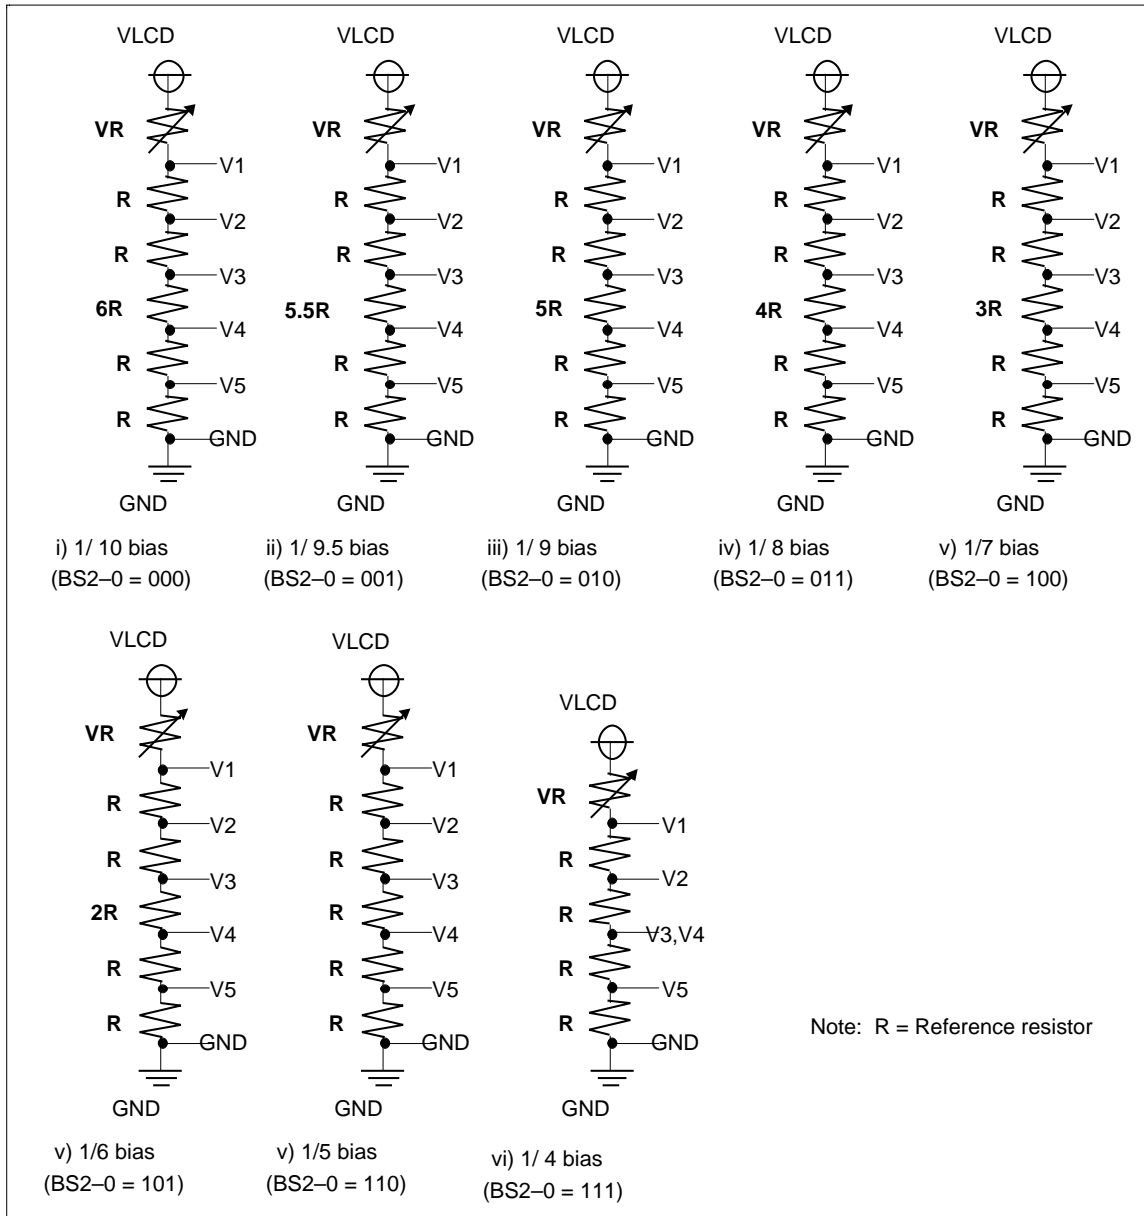 VLCD VLCD VLCD VLCD VLCD
VR VR VR VR VR
V1 V1 V1 V1 V1
R R R R R
V2 V2 V2 V2 V2
R R R R R
V3 V3 V3 V3 V3
6R 5.5R 5R 4R 3R
V4 V4 V4 V4 V4
R R R R R
V5 V5 V5 V5 V5
R R R R R
GND GND GND GND GND
GND GND GND GND GND
i) 1/ 10 bias ii) 1/ 9.5 bias iii) 1/ 9 bias iv) 1/ 8 bias v) 1/7 bias
(BS2–0 = 000) (BS2–0 = 001) (BS2–0 = 010) (BS2–0 = 011) (BS2–0 = 100)
VLCD VLCD
VLCD
VR VR
VR
V1 V1
R R
V1
V2 V2
R R R
V2
V3 V3
2R R R
V4 V4 V3,V4
R R R
V5 V5 V5
R R R
GND GND GND
GND GND GND
Note: R = Reference resistor
v) 1/6 bias v) 1/5 bias vi) 1/ 4 bias
(BS2–0 = 101) (BS2–0 = 110) (BS2–0 = 111)